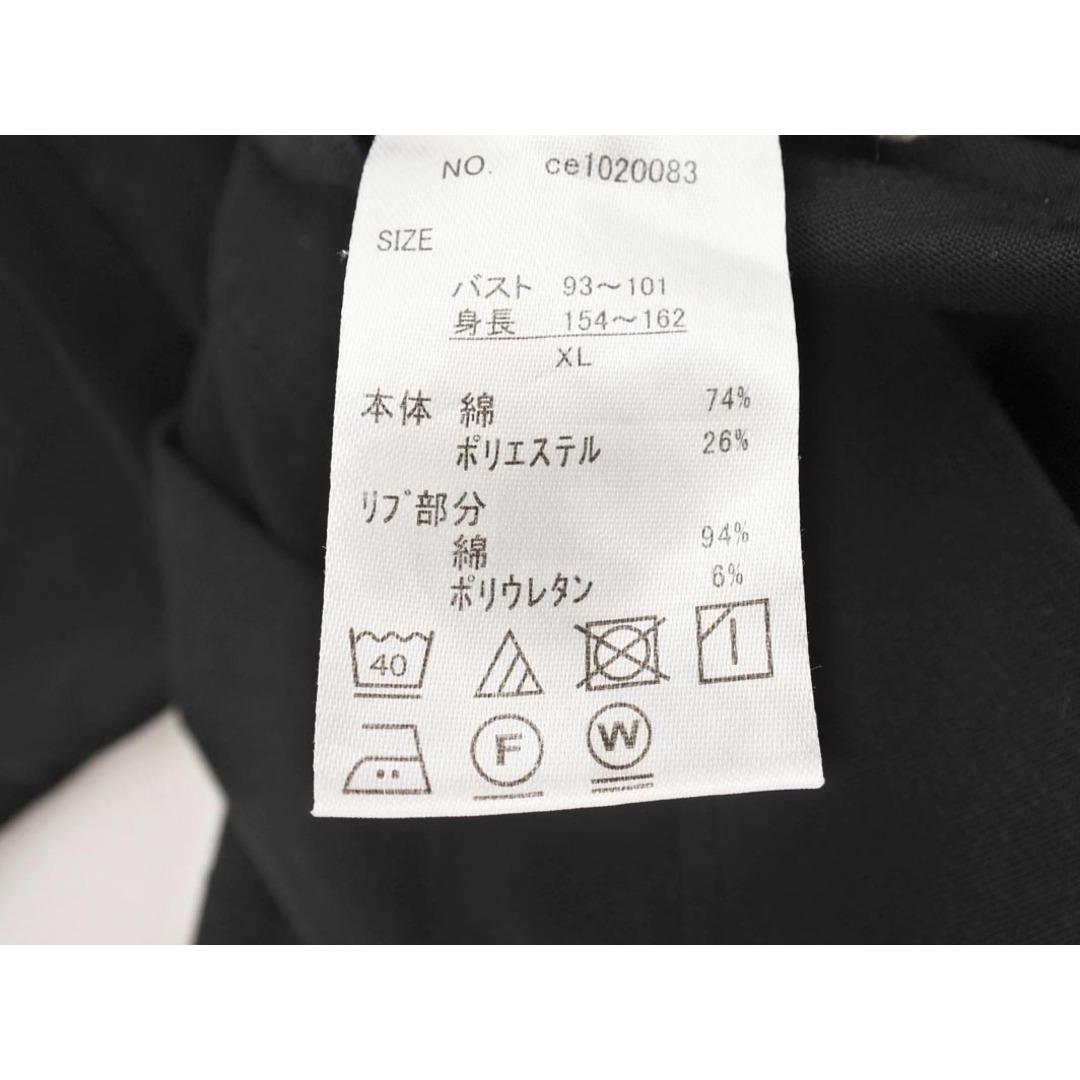 NO. ce1020083
SIZE
バスト 93～101
身長 154～162
XL
本体 綿 74%
ポリエステル 26%
リブ部分
綿 94%
ポリウレタン 6%
40
F
W